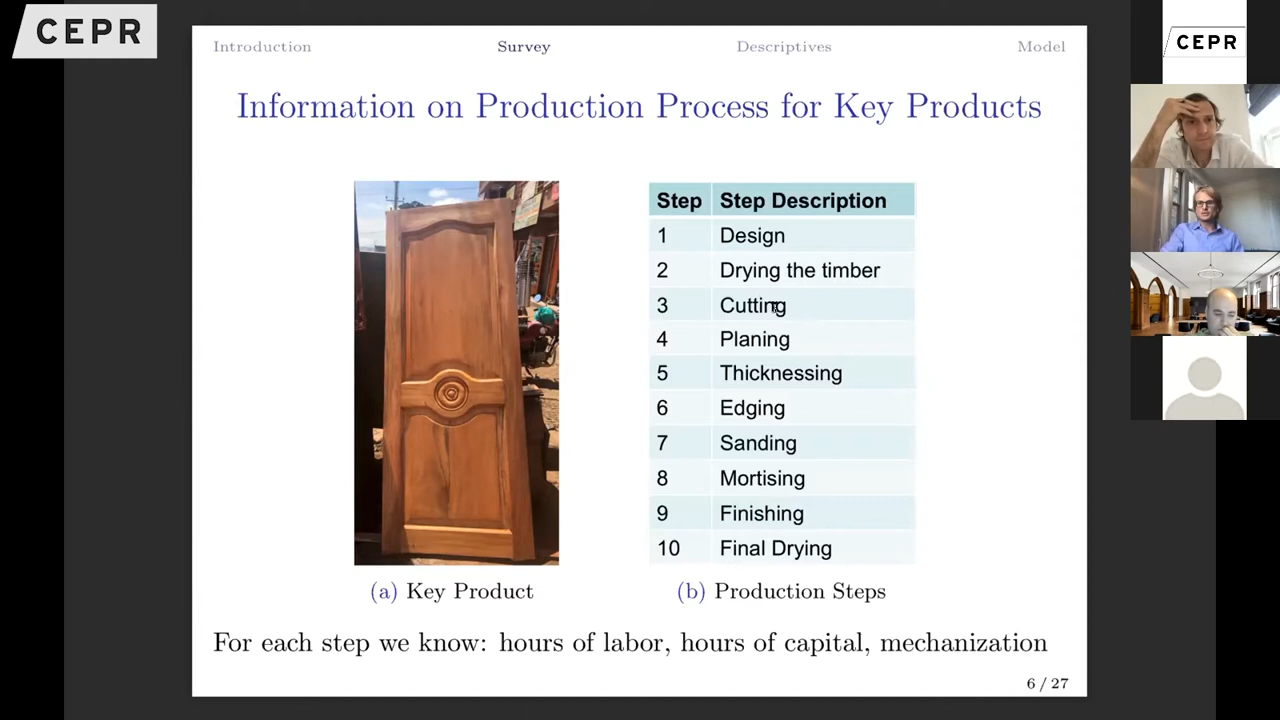 CEPR
Introduction Survey Descriptives Model
CEPR
Information on Production Process for Key Products
Step Step Description
1 Design
2 Drying the timber
3 Cutting
4 Planing
5 Thicknessing
6 Edging
7 Sanding
8 Mortising
9 Finishing
10 Final Drying
(a) Key Product
(b) Production Steps
For each step we know: hours of labor, hours of capital, mechanization
6 / 27